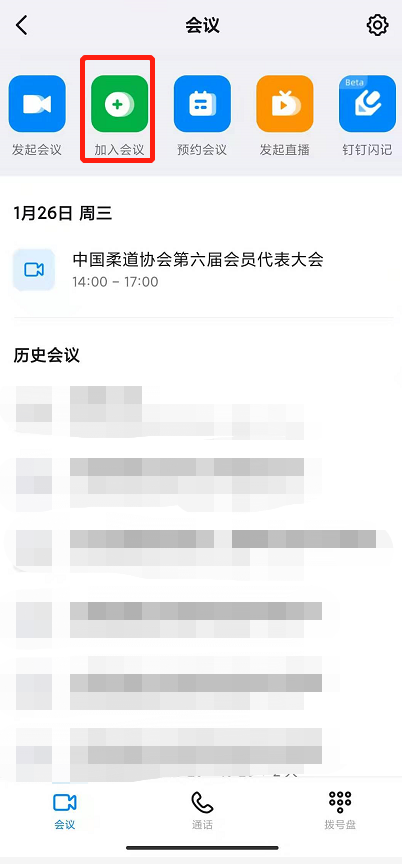 会议
Beta
发起会议
加入会议
预约会议
发起直播
钉钉闪记
1月26日 周三
中国柔道协会第六届会员代表大会
14:00 - 17:00
历史会议
会议
通话
拨号盘